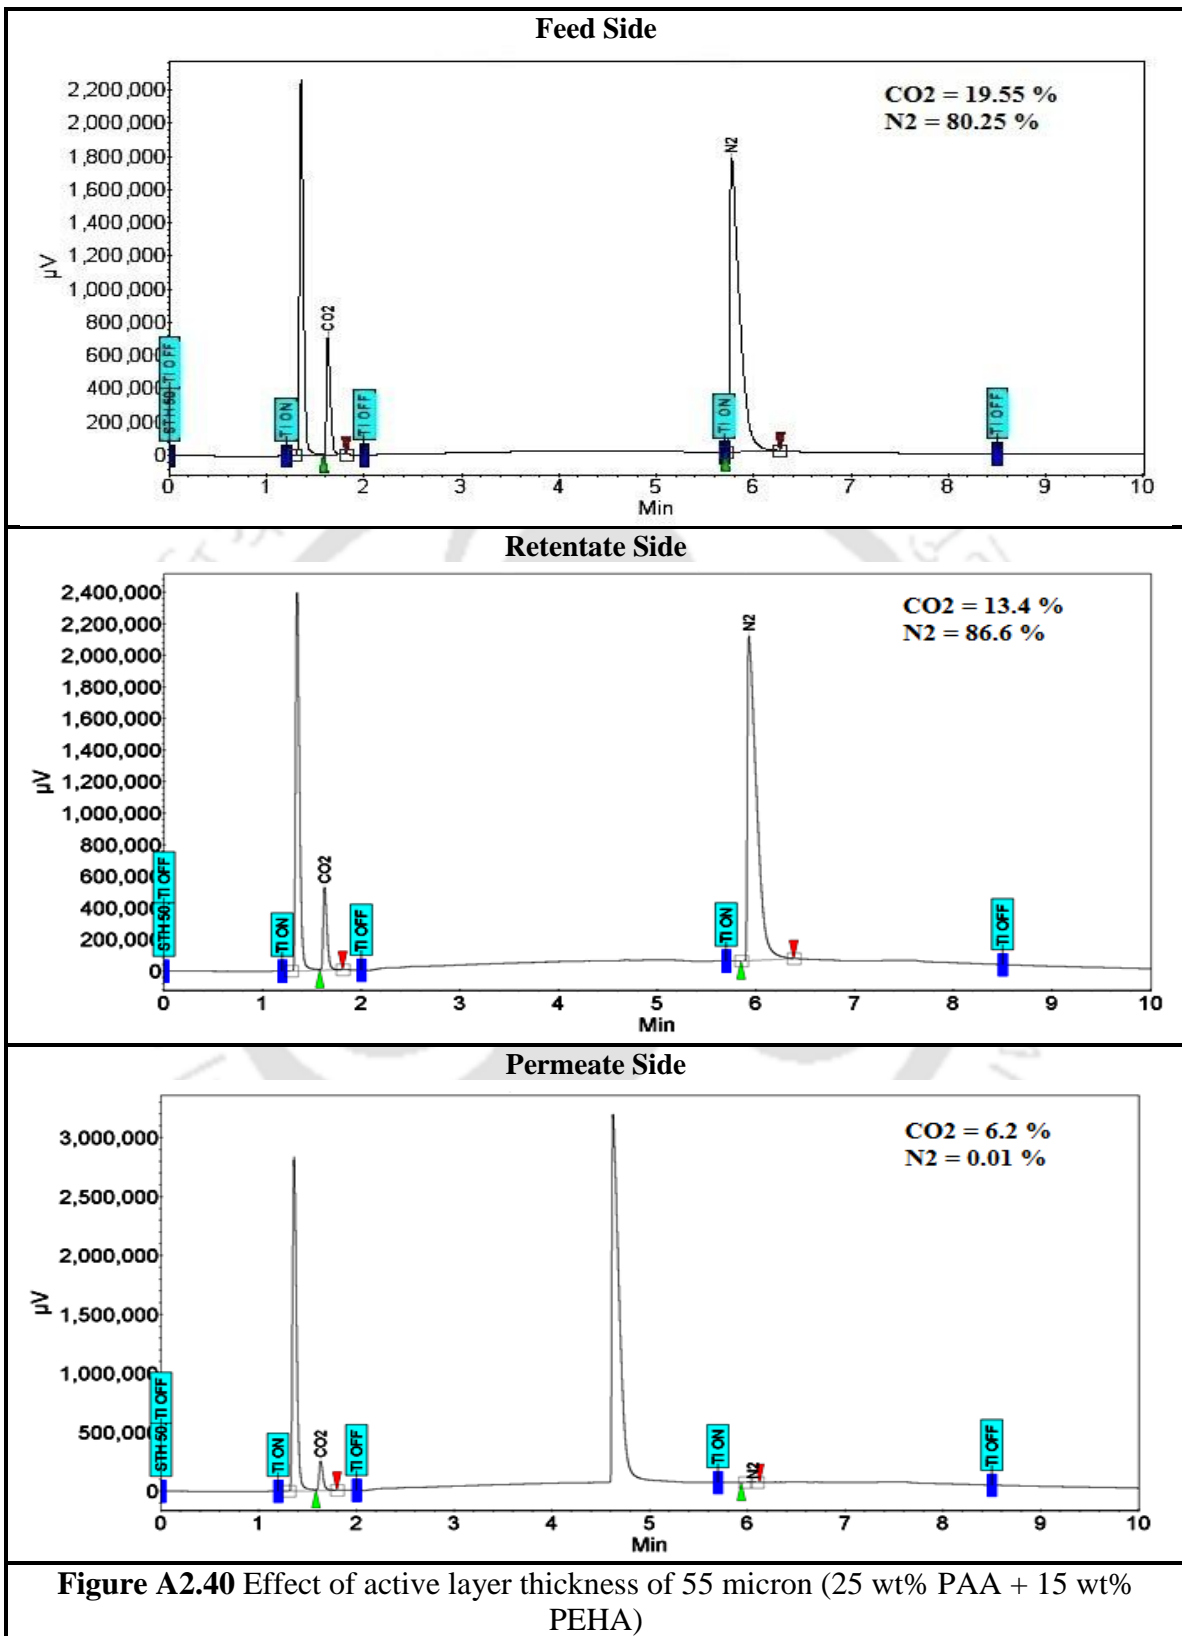 Feed Side
CO2 = 19.55 %
N2 = 80.25 %
2,200,000
2,000,000
1,800,000
1,600,000
1,400,000
1,200,000
1,000,000
800,000
600,000
400,000
200,000
0
µV
STH 50 TI OFF
TI ON
CO2
TI OFF
N2
TI ON
TI OFF
0 1 2 3 4 5 6 7 8 9 10
Min
Retentate Side
CO2 = 13.4 %
N2 = 86.6 %
2,400,000
2,200,000
2,000,000
1,800,000
1,600,000
1,400,000
1,200,000
1,000,000
800,000
600,000
400,000
200,000
0
µV
STH 50 TI OFF
TI ON
CO2
TI OFF
TI ON
N2
TI OFF
0 1 2 3 4 5 6 7 8 9 10
Min
Permeate Side
CO2 = 6.2 %
N2 = 0.01 %
3,000,000
2,500,000
2,000,000
1,500,000
1,000,000
500,000
0
µV
STH 50 TI OFF
TI ON
CO2
TI OFF
TI ON
N2
TI OFF
0 1 2 3 4 5 6 7 8 9 10
Min
Figure A2.40 Effect of active layer thickness of 55 micron (25 wt% PAA + 15 wt%
PEHA)